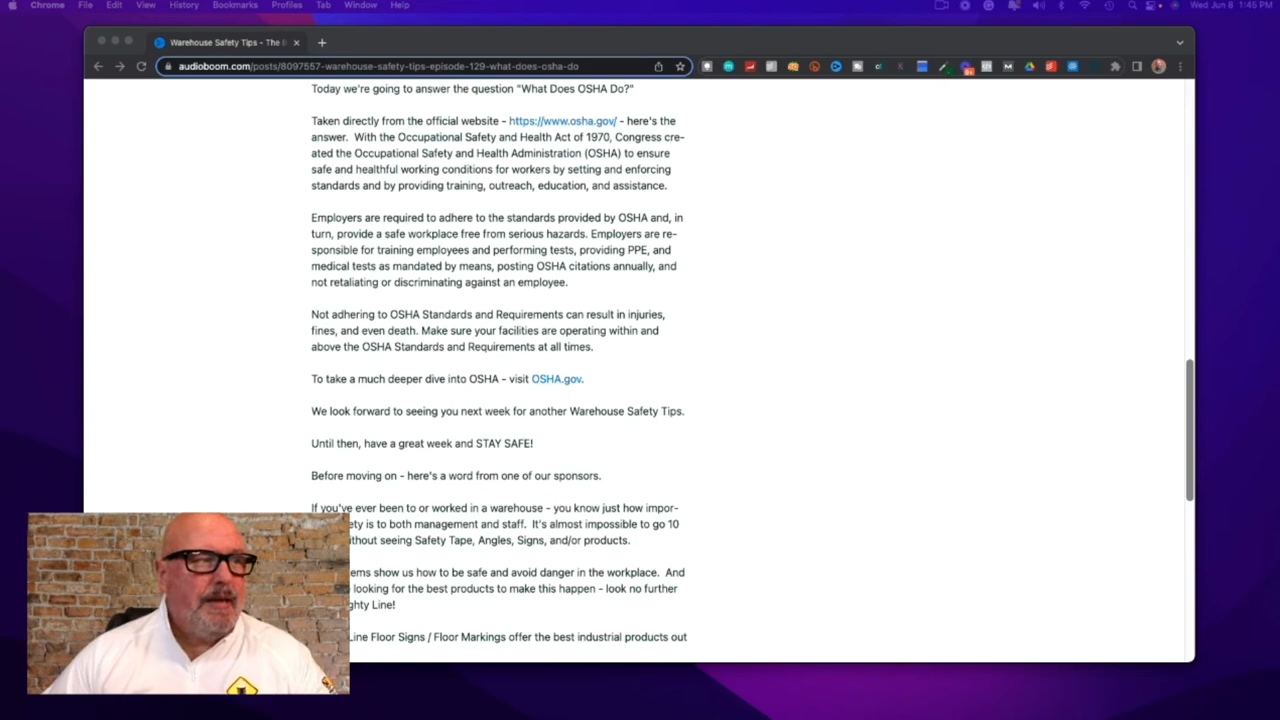 Chrome File Edit View History Bookmarks Profiles Tab Window Help Wed Jun 8 1:45 PM
Warehouse Safety Tips - The
audioboom.com/posts/8097557-warehouse-safety-tips-episode-129-what-does-osha-do
Today we're going to answer the question "What Does OSHA Do?"
Taken directly from the official website - https://www.osha.gov/ - here's the
answer. With the Occupational Safety and Health Act of 1970, Congress cre-
ated the Occupational Safety and Health Administration (OSHA) to ensure
safe and healthful working conditions for workers by setting and enforcing
standards and by providing training, outreach, education, and assistance.
Employers are required to adhere to the standards provided by OSHA and, in
turn, provide a safe workplace free from serious hazards. Employers are re-
sponsible for training employees and performing tests, providing PPE, and
medical tests as mandated by means, posting OSHA citations annually, and
not retaliating or discriminating against an employee.
Not adhering to OSHA Standards and Requirements can result in injuries,
fines, and even death. Make sure your facilities are operating within and
above the OSHA Standards and Requirements at all times.
To take a much deeper dive into OSHA - visit OSHA.gov.
We look forward to seeing you next week for another Warehouse Safety Tips.
Until then, have a great week and STAY SAFE!
Before moving on - here's a word from one of our sponsors.
If you've ever been to or worked in a warehouse - you know just how impor-
ety is to both management and staff. It's almost impossible to go 10
ithout seeing Safety Tape, Angles, Signs, and/or products.
ems show us how to be safe and avoid danger in the workplace. And
looking for the best products to make this happen - look no further
ghty Line!
Line Floor Signs / Floor Markings offer the best industrial products out